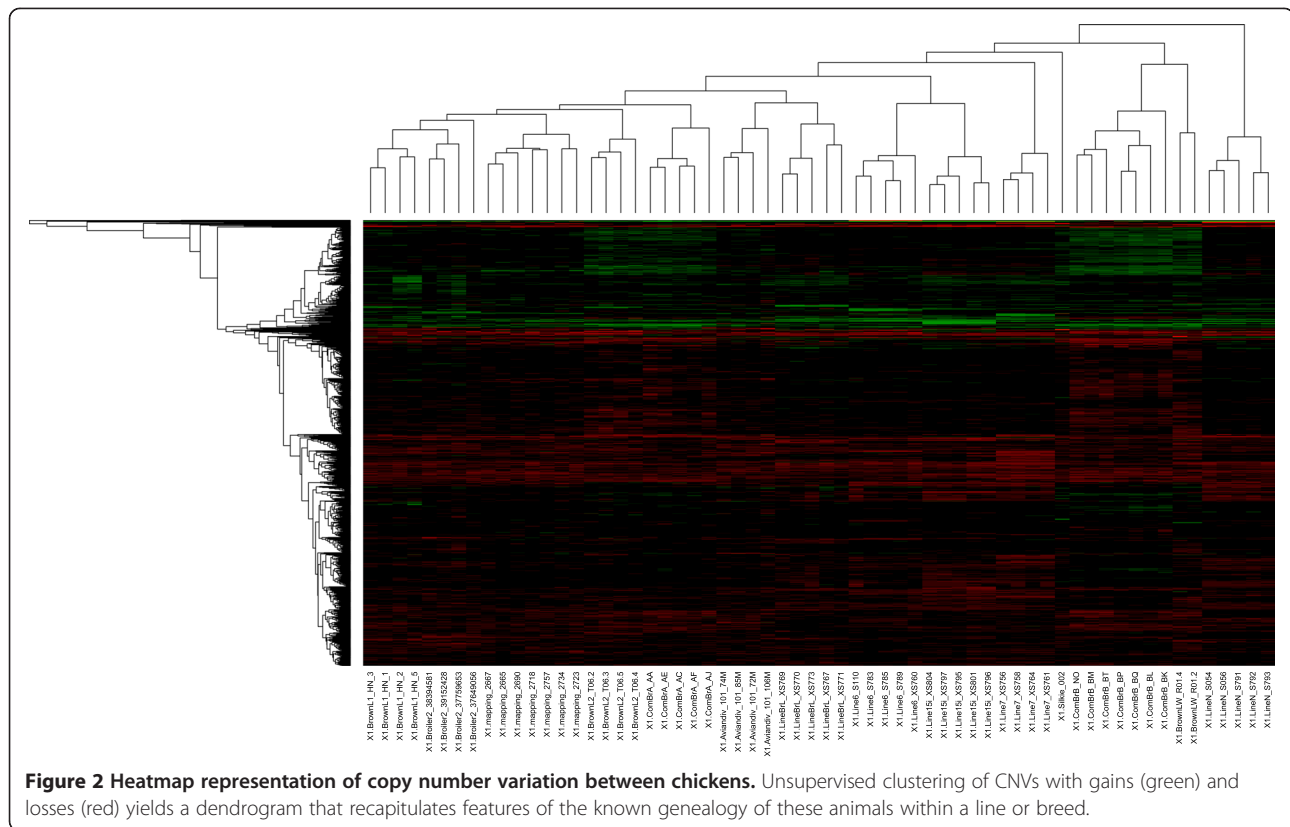 X1.BrownL1_HN_3
X1.BrownL1_HN_1
X1.BrownL1_HN_2
X1.BrownL1_HN_5
X1.Broiler2_38394581
X1.Broiler2_39152428
X1.Broiler2_37759653
X1.Broiler2_37649056
X1.mapping_2667
X1.mapping_2665
X1.mapping_2690
X1.mapping_2718
X1.mapping_2757
X1.mapping_2734
X1.mapping_2723
X1.BrownL2_T06.2
X1.BrownL2_T06.3
X1.BrownL2_T06.5
X1.BrownL2_T06.4
X1.ComBrA_AA
X1.ComBrA_AE
X1.ComBrA_AC
X1.ComBrA_AF
X1.ComBrA_AJ
X1.Aviandiv_101_74M
X1.Aviandiv_101_85M
X1.Aviandiv_101_72M
X1.Aviandiv_101_106M
X1.LineBrL_XS769
X1.LineBrL_XS770
X1.LineBrL_XS773
X1.LineBrL_XS767
X1.LineBrL_XS771
X1.Line6_S110
X1.Line6_S783
X1.Line6_S785
X1.Line6_S789
X1.Line6_XS760
X1.Line15I_XS804
X1.Line15I_XS797
X1.Line15I_XS795
X1.Line15I_XS801
X1.Line15I_XS796
X1.Line7_XS756
X1.Line7_XS758
X1.Line7_XS764
X1.Line7_XS761
X1.Silkie_002
X1.ComBrB_NO
X1.ComBrB_BM
X1.ComBrB_BT
X1.ComBrB_BP
X1.ComBrB_BQ
X1.ComBrB_BL
X1.ComBrB_BK
X1.BrownLW_R01.4
X1.BrownLW_R01.2
X1.LineN_S054
X1.LineN_S056
X1.LineN_S791
X1.LineN_S792
X1.LineN_S793
Figure 2 Heatmap representation of copy number variation between chickens. Unsupervised clustering of CNVs with gains (green) and
losses (red) yields a dendrogram that recapitulates features of the known genealogy of these animals within a line or breed.